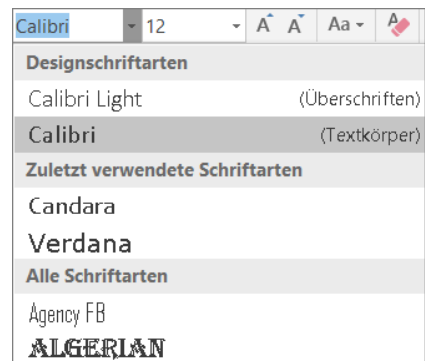 Calibri 12 A A Aa A
Designschriftarten
Calibri Light (Überschriften)
Calibri (Textkörper)
Zuletzt verwendete Schriftarten
Candara
Verdana
Alle Schriftarten
Agency FB
ALGERIAN